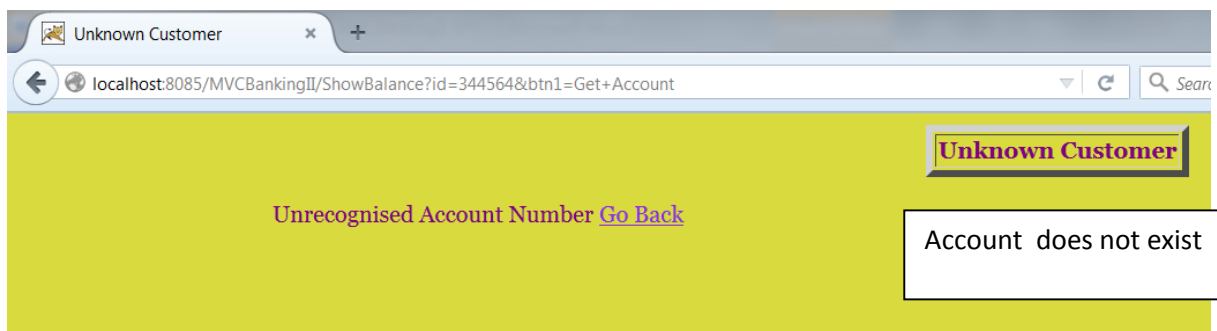 Unknown Customer
localhost:8085/MVCBankingII/ShowBalance?id=344564&btn1=Get+Account
Unknown Customer
Unrecognised Account Number Go Back
Account does not exist